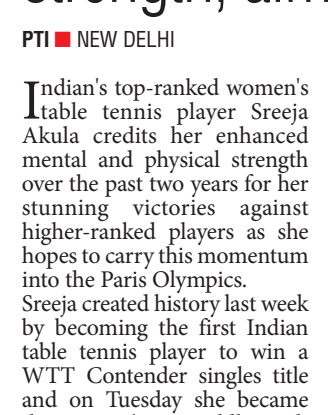 PTI ■ NEW DELHI
Indian's top-ranked women's
table tennis player Sreeja
Akula credits her enhanced
mental and physical strength
over the past two years for her
stunning victories against
higher-ranked players as she
hopes to carry this momentum
into the Paris Olympics.
Sreeja created history last week
by becoming the first Indian
table tennis player to win a
WTT Contender singles title
and on Tuesday she became